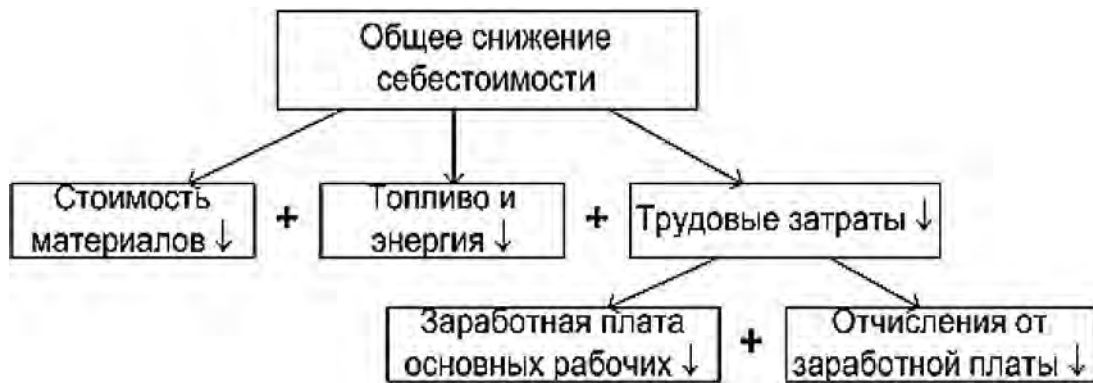 Общее снижение
себестоимости
Стоимость
материалов ↓
+
Топливо и
энергия ↓
+
Трудовые затраты ↓
Заработная плата
основных рабочих ↓
+
Отчисления от
заработной платы ↓